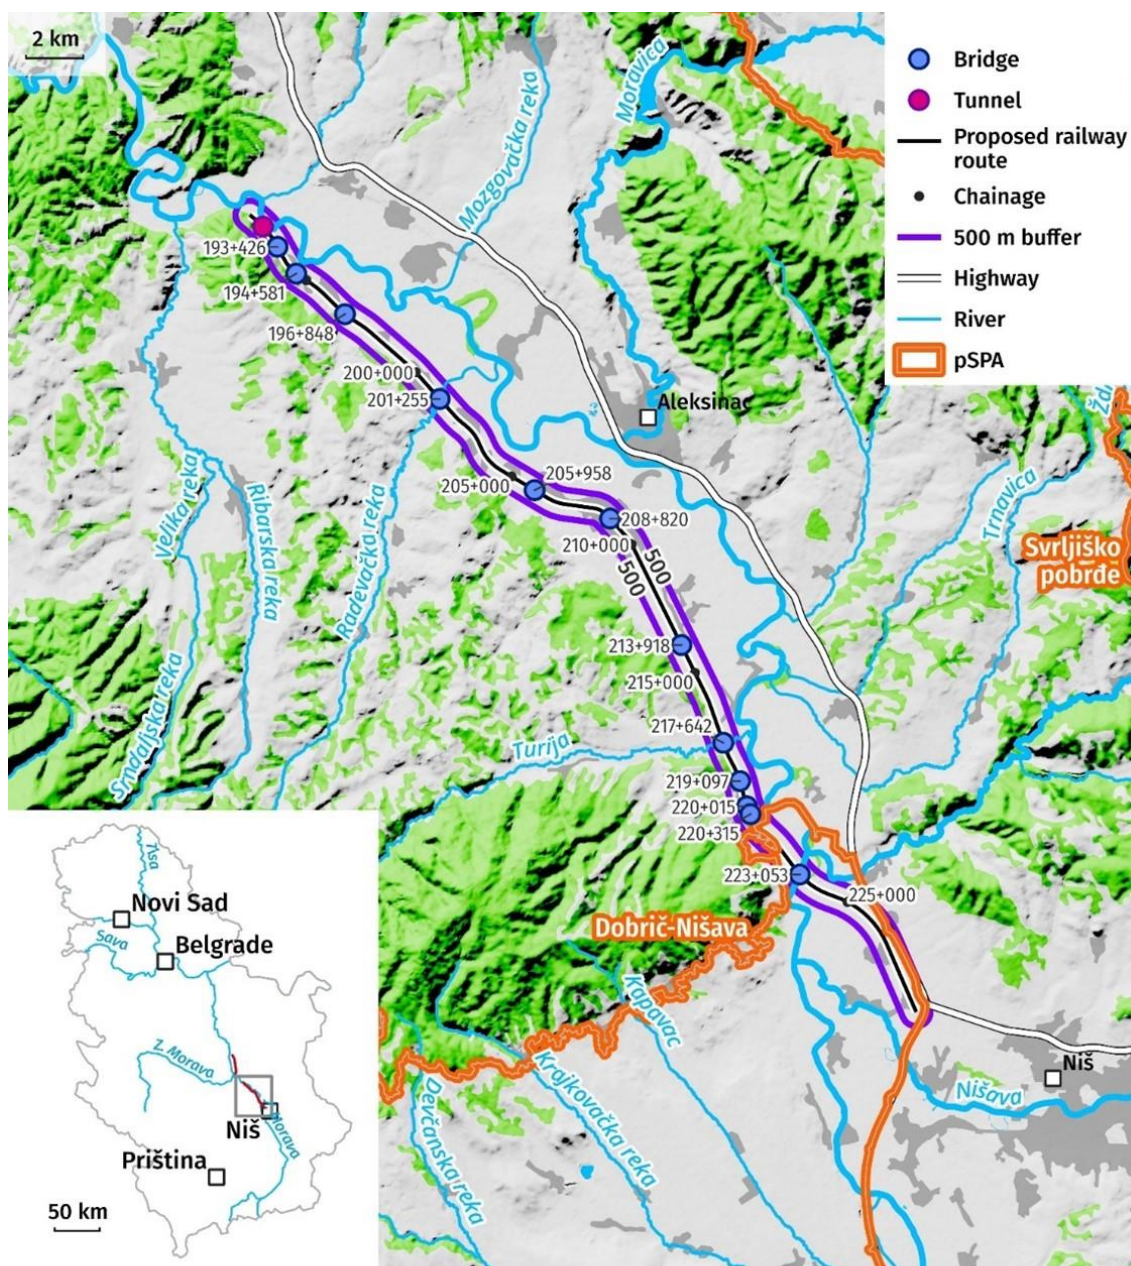 2 km
Bridge
Tunnel
Proposed railway
route
Chainage
500 m buffer
Highway
River
pSPA
Moravica
Mozgovačka reka
193+426
194+581
196+848
200+000
201+255
Aleksinac
205+958
205+000
208+820
210+000
500
500
Velika reka
Ribarska reka
Rađevačka reka
Trnavica
Svrljiško
pobrđe
213+918
215+000
217+642
Srndaljska reka
Turija
219+097
220+015
220+315
223+053
225+000
Dobrič-Nišava
Kapavac
Krajkovačka reka
Devčanska reka
Niš
Nišava
Tisa
Novi Sad
Sava
Belgrade
Z. Morava
Niš
Morava
Priština
50 km